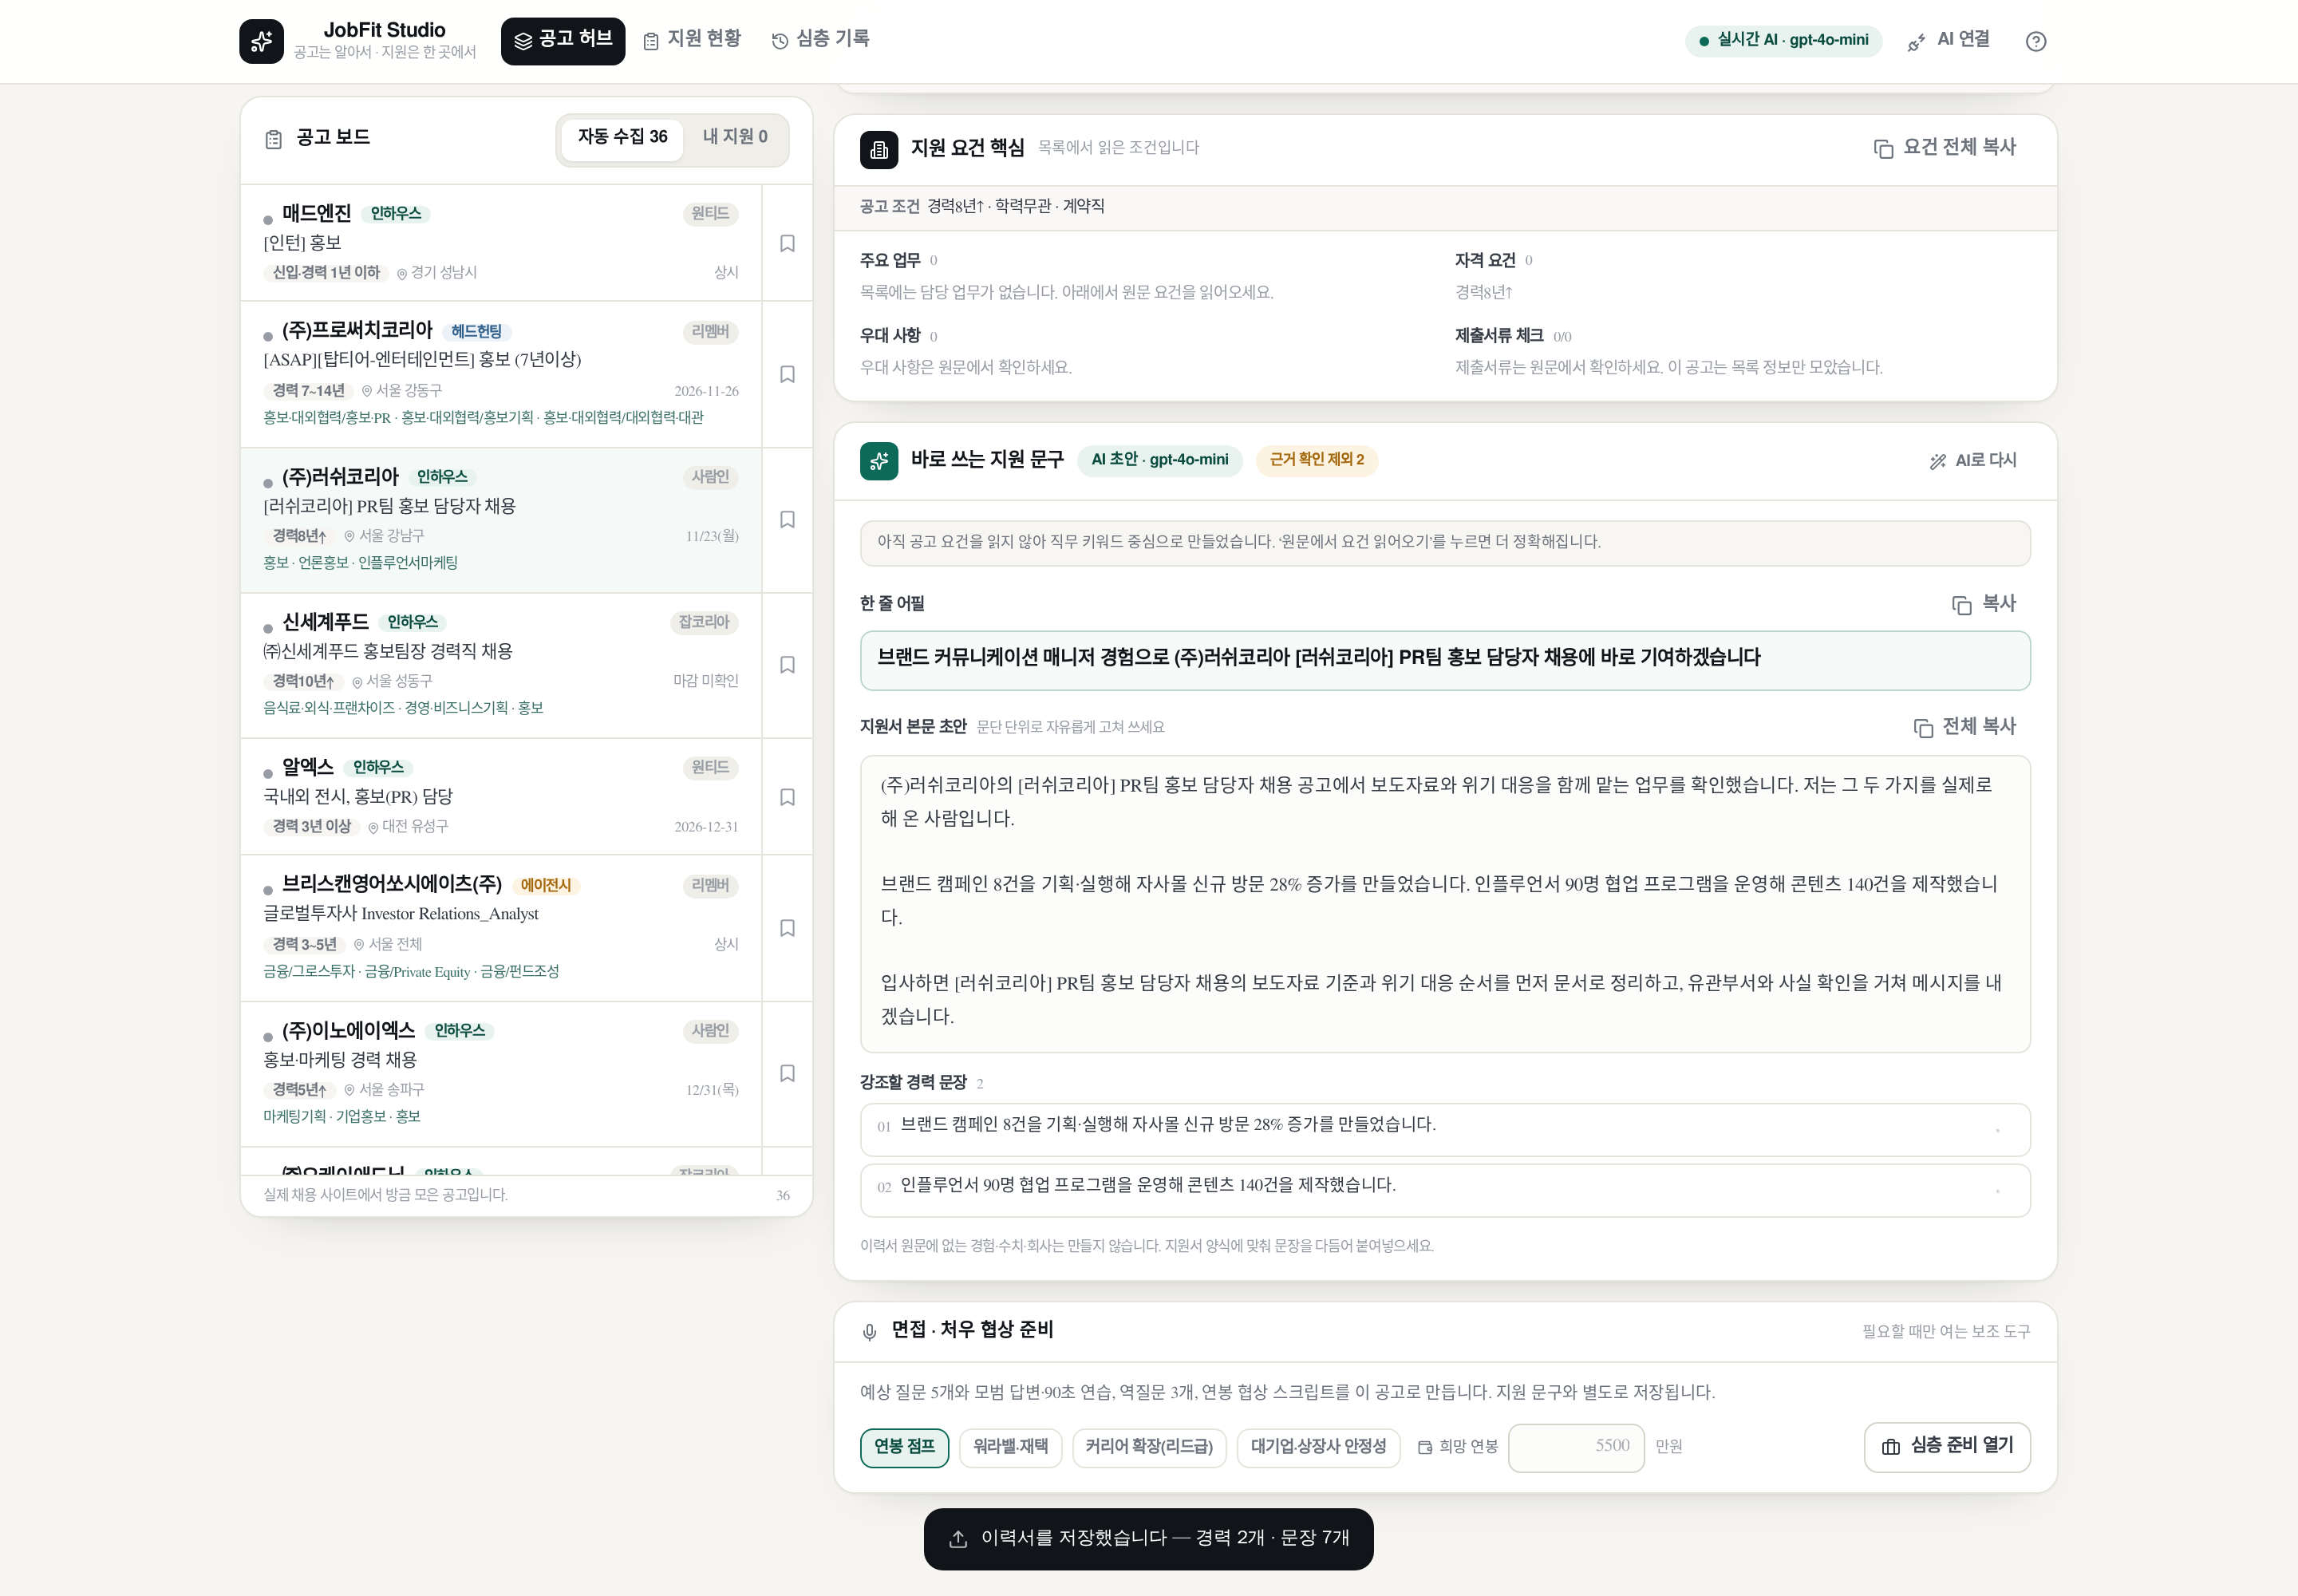 JobFit Studio
공고는 알아서 · 지원은 한 곳에서
공고 허브
지원 현황
심층 기록
실시간 AI · gpt-4o-mini
AI 연결
공고 보드
자동 수집 36
내 지원 0
매드엔진 인하우스 원티드
[인턴] 홍보
신입·경력 1년 이하 경기 성남시 상시
(주)프로써치코리아 헤드헌팅 리멤버
[ASAP][탑티어-엔터테인먼트] 홍보 (7년이상)
경력 7~14년 서울 강동구 2026-11-26
홍보·대외협력/홍보·PR · 홍보·대외협력/홍보기획 · 홍보·대외협력/대외협력·대관
(주)러쉬코리아 인하우스 사람인
[러쉬코리아] PR팀 홍보 담당자 채용
경력8년↑ 서울 강남구 11/23(월)
홍보 · 언론홍보 · 인플루언서마케팅
신세계푸드 인하우스 잡코리아
㈜신세계푸드 홍보팀장 경력직 채용
경력10년↑ 서울 성동구 마감 미확인
음식료·외식·프랜차이즈 · 경영·비즈니스기획 · 홍보
알엑스 인하우스 원티드
국내외 전시, 홍보(PR) 담당
경력 3년 이상 대전 유성구 2026-12-31
브리스캔영어쏘시에이츠(주) 에이전시 리멤버
글로벌투자사 Investor Relations_Analyst
경력 3~5년 서울 전체 상시
금융/그로스투자 · 금융/Private Equity · 금융/펀드조성
(주)이노에이엑스 인하우스 사람인
홍보·마케팅 경력 채용
경력5년↑ 서울 송파구 12/31(목)
마케팅기획 · 기업홍보 · 홍보
실제 채용 사이트에서 방금 모은 공고입니다. 36
지원 요건 핵심 목록에서 읽은 조건입니다 요건 전체 복사
공고 조건 경력8년↑ · 학력무관 · 계약직
주요 업무 0
목록에는 담당 업무가 없습니다. 아래에서 원문 요건을 읽어오세요.
자격 요건 0
경력8년↑
우대 사항 0
우대 사항은 원문에서 확인하세요.
제출서류 체크 0/0
제출서류는 원문에서 확인하세요. 이 공고는 목록 정보만 모았습니다.
바로 쓰는 지원 문구 AI 초안 · gpt-4o-mini 근거 확인 제외 2 AI로 다시
아직 공고 요건을 읽지 않아 직무 키워드 중심으로 만들었습니다. '원문에서 요건 읽어오기'를 누르면 더 정확해집니다.
한 줄 어필 복사
브랜드 커뮤니케이션 매니저 경험으로 (주)러쉬코리아 [러쉬코리아] PR팀 홍보 담당자 채용에 바로 기여하겠습니다
지원서 본문 초안 문단 단위로 자유롭게 고쳐 쓰세요 전체 복사
(주)러쉬코리아의 [러쉬코리아] PR팀 홍보 담당자 채용 공고에서 보도자료와 위기 대응을 함께 맡는 업무를 확인했습니다. 저는 그 두 가지를 실제로
해 온 사람입니다.
브랜드 캠페인 8건을 기획·실행해 자사몰 신규 방문 28% 증가를 만들었습니다. 인플루언서 90명 협업 프로그램을 운영해 콘텐츠 140건을 제작했습니
다.
입사하면 [러쉬코리아] PR팀 홍보 담당자 채용의 보도자료 기준과 위기 대응 순서를 먼저 문서로 정리하고, 유관부서와 사실 확인을 거쳐 메시지를 내
겠습니다.
강조할 경력 문장 2
01 브랜드 캠페인 8건을 기획·실행해 자사몰 신규 방문 28% 증가를 만들었습니다.
02 인플루언서 90명 협업 프로그램을 운영해 콘텐츠 140건을 제작했습니다.
이력서 원문에 없는 경험·수치·회사는 만들지 않습니다. 지원서 양식에 맞춰 문장을 다듬어 붙여넣으세요.
면접 · 처우 협상 준비 필요할 때만 여는 보조 도구
예상 질문 5개와 모범 답변·90초 연습, 역질문 3개, 연봉 협상 스크립트를 이 공고로 만듭니다. 지원 문구와 별도로 저장됩니다.
연봉 점프 워라밸·재택 커리어 확장(리드급) 대기업·상장사 안정성 희망 연봉 5500 만원 심층 준비 열기
이력서를 저장했습니다 — 경력 2개 · 문장 7개